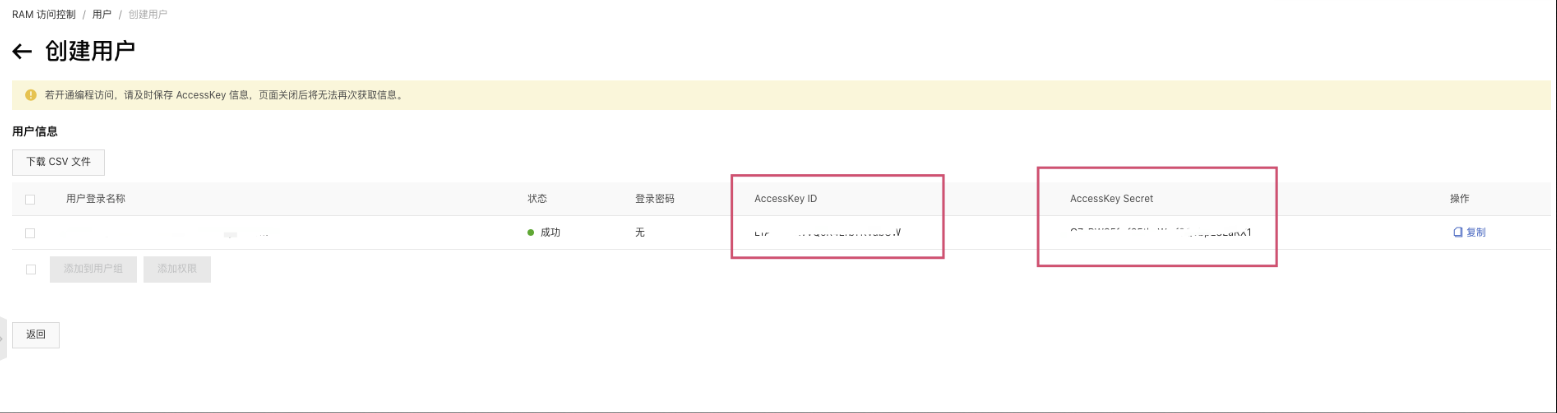 RAM 访问控制 / 用户 / 创建用户
← 创建用户
若开通编程访问，请及时保存 AccessKey 信息，页面关闭后将无法再次获取信息。
用户信息
下载 CSV 文件
用户登录名称 状态 登录密码 AccessKey ID AccessKey Secret 操作
成功 无 复制
添加到用户组 添加权限
返回